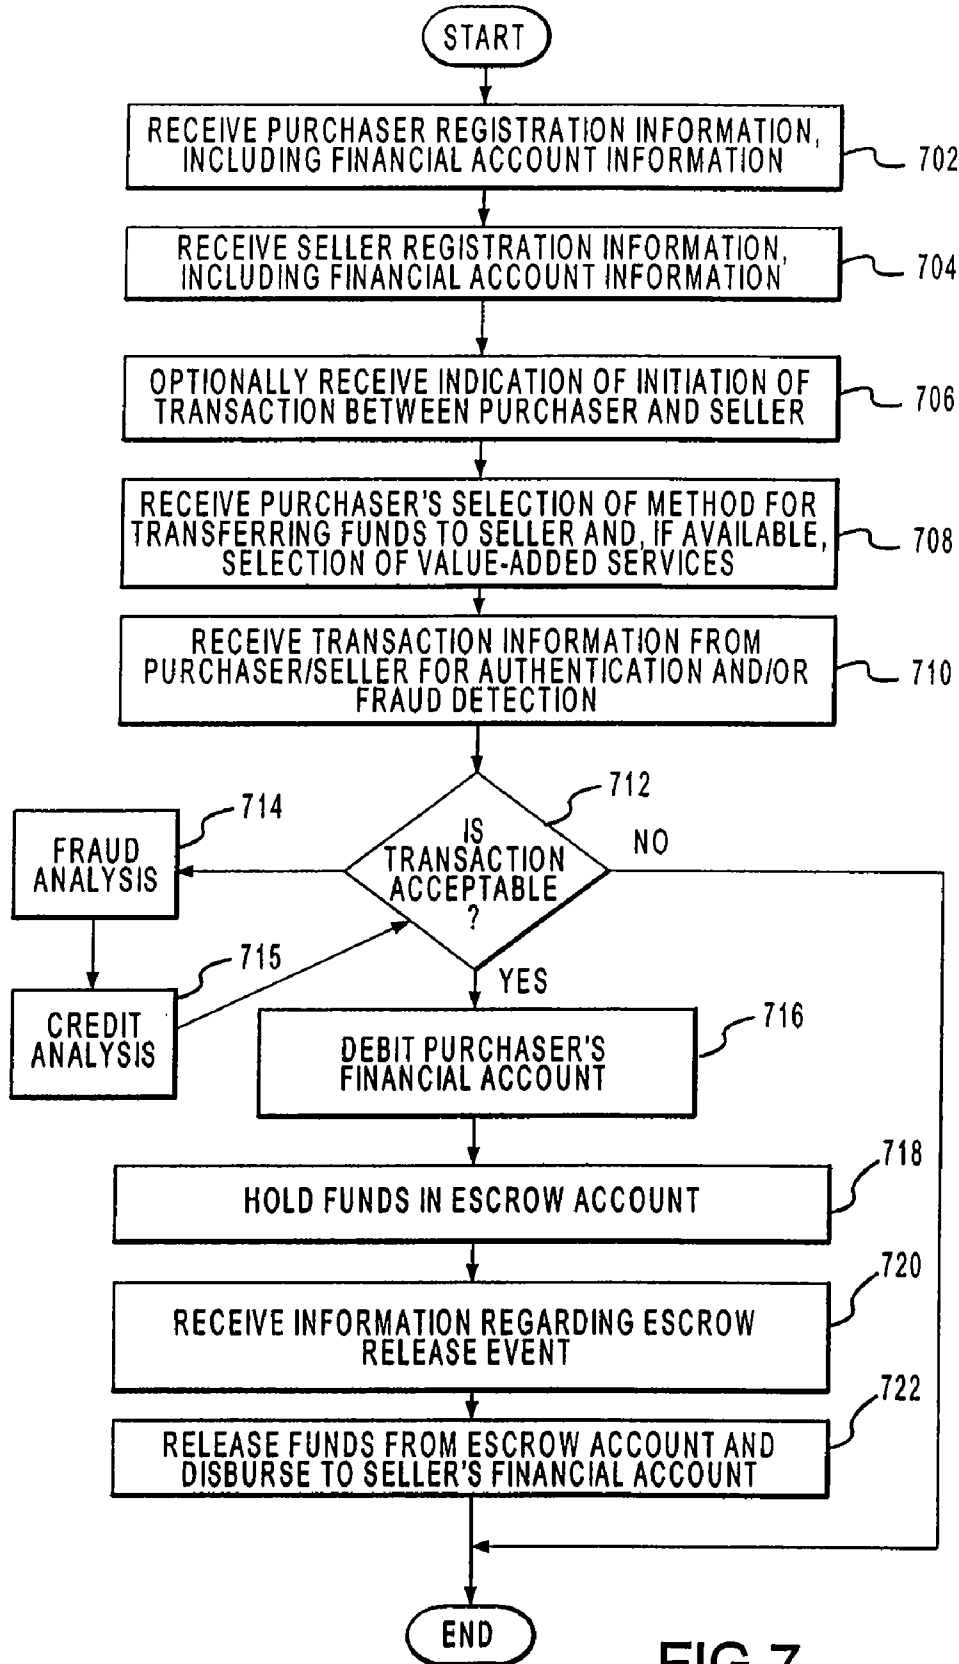 START
RECEIVE PURCHASER REGISTRATION INFORMATION,
INCLUDING FINANCIAL ACCOUNT INFORMATION
702
RECEIVE SELLER REGISTRATION INFORMATION,
INCLUDING FINANCIAL ACCOUNT INFORMATION
704
OPTIONALLY RECEIVE INDICATION OF INITIATION OF
TRANSACTION BETWEEN PURCHASER AND SELLER
706
RECEIVE PURCHASER'S SELECTION OF METHOD FOR
TRANSFERRING FUNDS TO SELLER AND, IF AVAILABLE,
SELECTION OF VALUE-ADDED SERVICES
708
RECEIVE TRANSACTION INFORMATION FROM
PURCHASER/SELLER FOR AUTHENTICATION AND/OR
FRAUD DETECTION
710
712
IS
TRANSACTION
ACCEPTABLE
?
NO
714
FRAUD
ANALYSIS
715
CREDIT
ANALYSIS
YES
716
DEBIT PURCHASER'S
FINANCIAL ACCOUNT
718
HOLD FUNDS IN ESCROW ACCOUNT
720
RECEIVE INFORMATION REGARDING ESCROW
RELEASE EVENT
722
RELEASE FUNDS FROM ESCROW ACCOUNT AND
DISBURSE TO SELLER'S FINANCIAL ACCOUNT
END
FIG 7